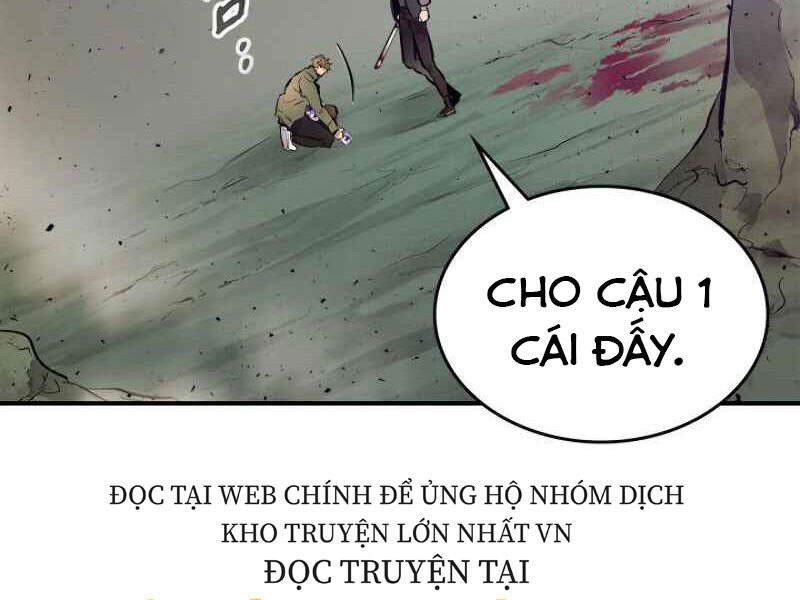 CHO CẬU 1
CÁI ĐẤY.
ĐỌC TẠI WEB CHÍNH ĐỂ ỦNG HỘ NHÓM DỊCH
KHO TRUYỆN LỚN NHẤT VN
ĐỌC TRUYỆN TẠI